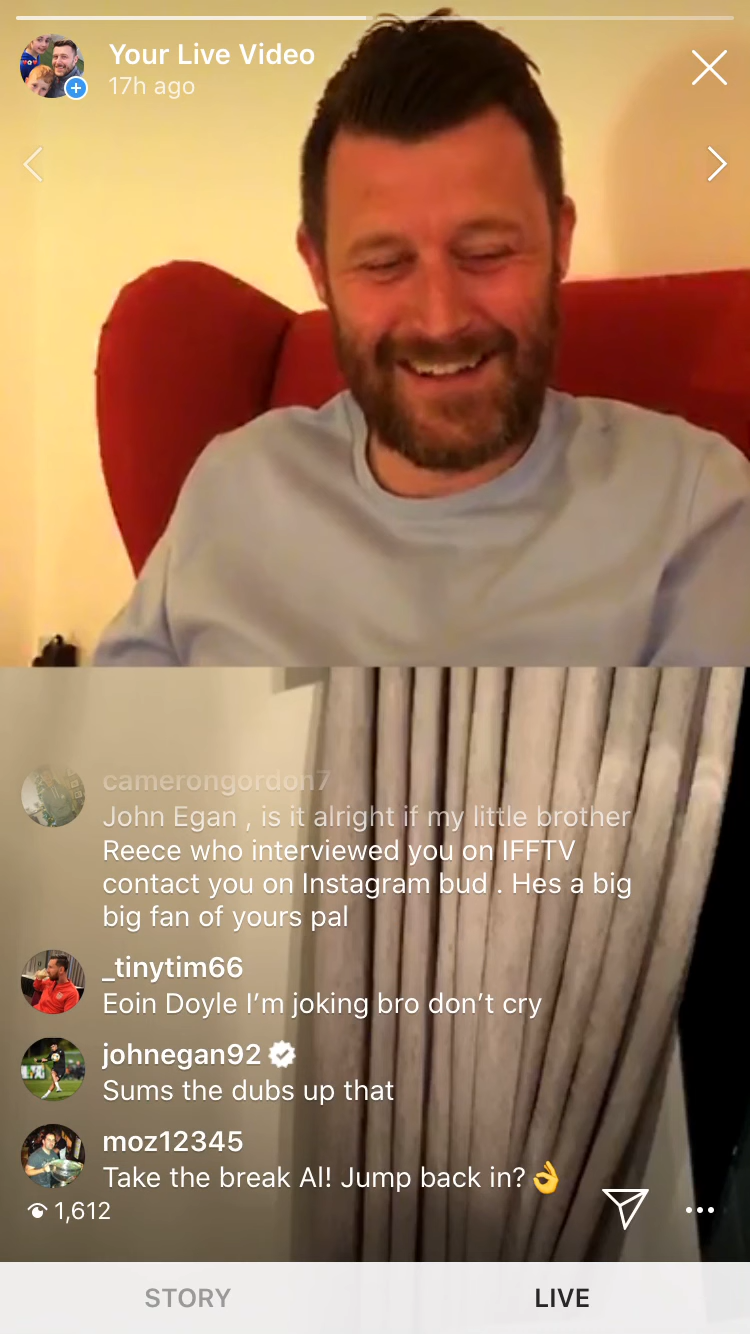 Your Live Video
17h ago
camerongordon7
John Egan , is it alright if my little brother
Reece who interviewed you on IFFTV
contact you on Instagram bud . Hes a big
big fan of yours pal
_tinytim66
Eoin Doyle I’m joking bro don’t cry
johnegan92
Sums the dubs up that
moz12345
Take the break Al! Jump back in?👌
1,612
STORY
LIVE